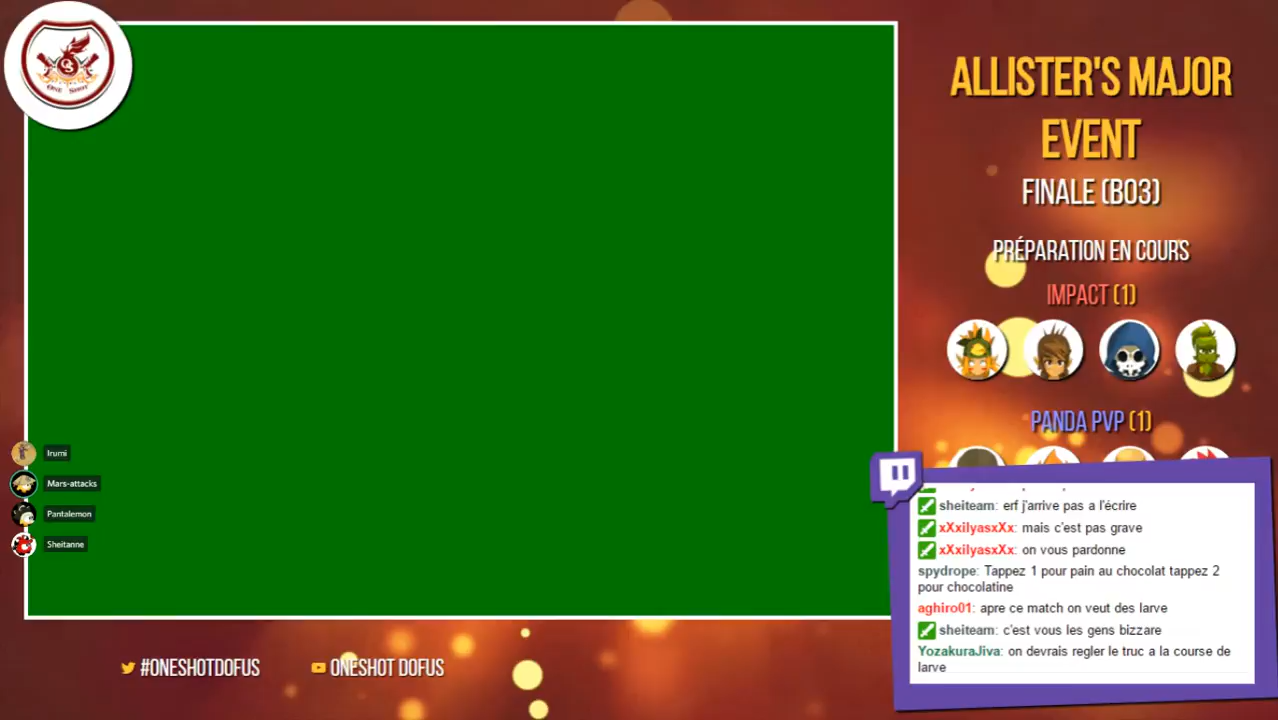 ONE SHOT
ALLISTER'S MAJOR
EVENT
FINALE (BO3)
PRÉPARATION EN COURS
IMPACT (1)
PANDA PVP (1)
Irumi
Mars-attacks
Pantalemon
Sheitanne
sheiteam: erf j'arrive pas a l'écrire
xXxilyasxXx: mais c'est pas grave
xXxilyasxXx: on vous pardonne
spydrope: Tappez 1 pour pain au chocolat tappez 2
pour chocolatine
aghiro01: apre ce match on veut des larve
sheiteam: c'est vous les gens bizzare
YozakuraJiva: on devrais regler le truc a la course de
larve
#ONESHOTDOFUS
ONESHOT DOFUS